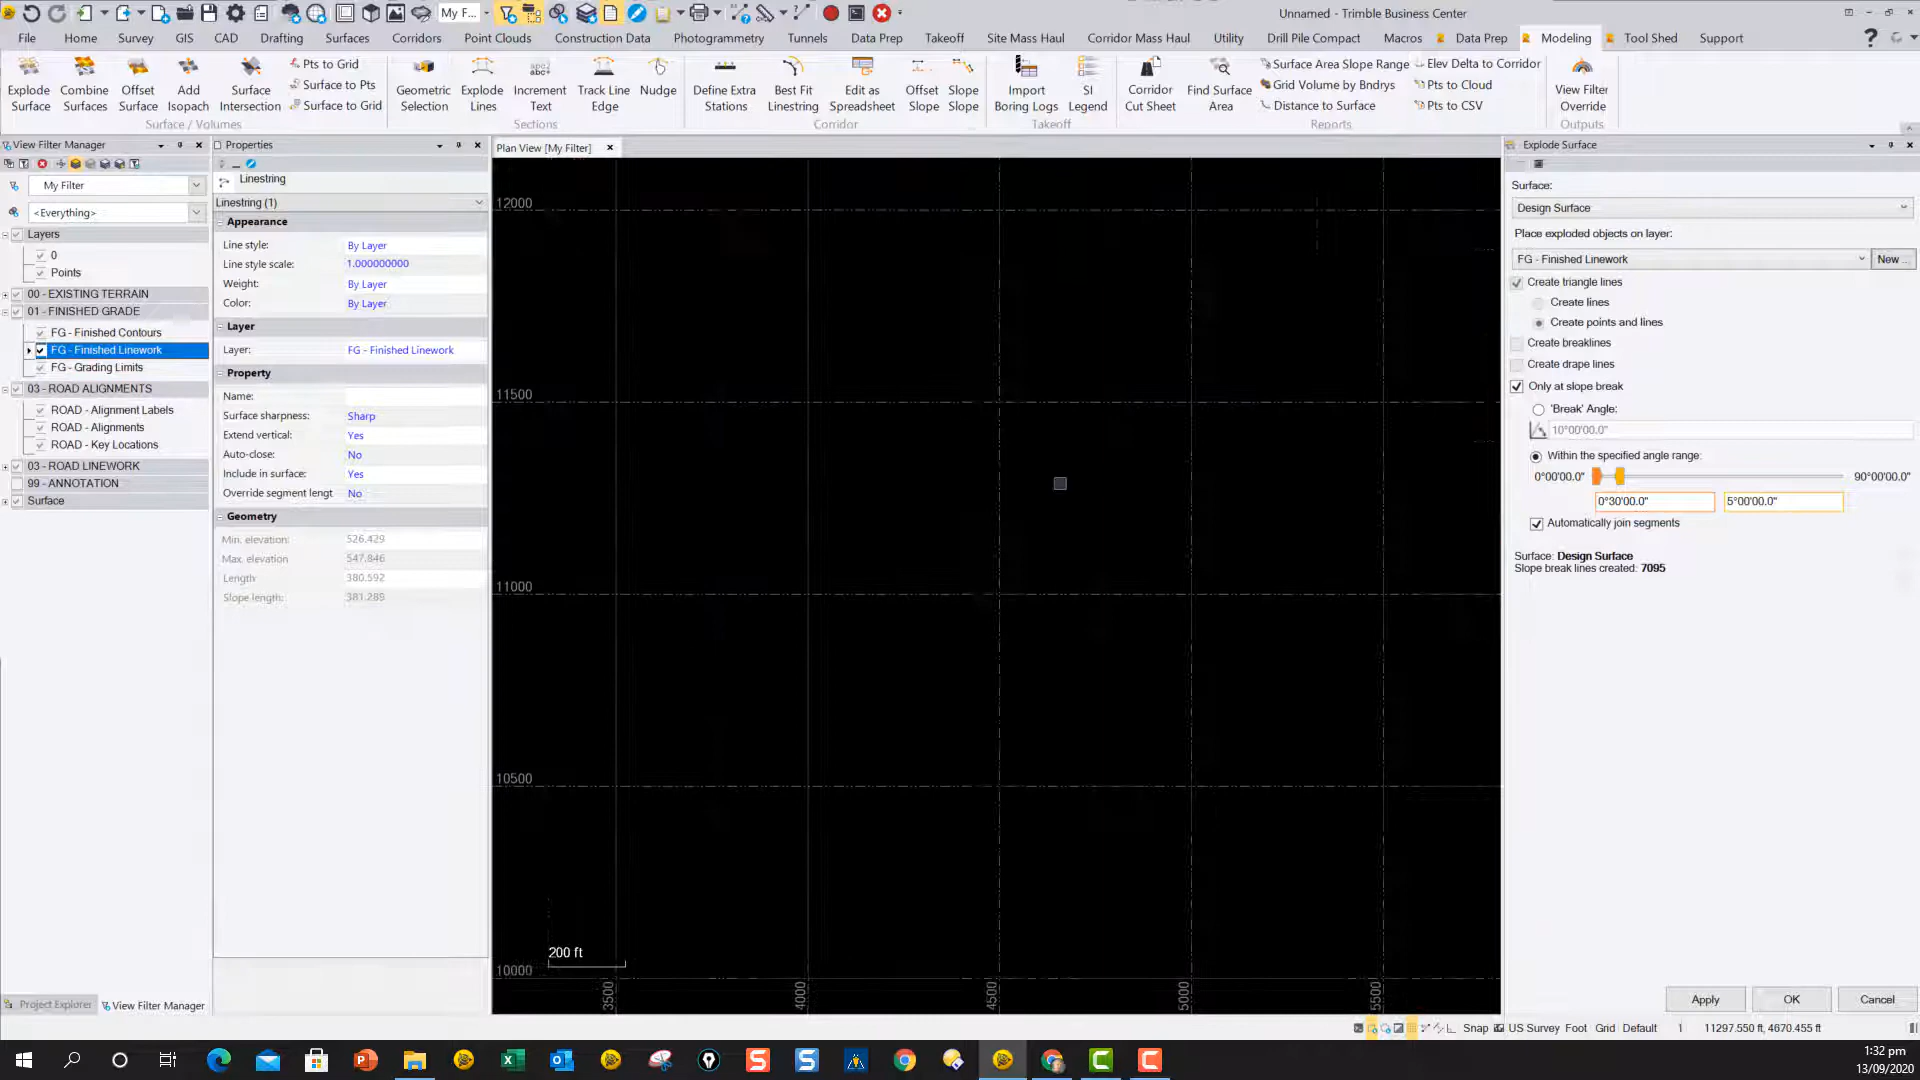 My F...
Unnamed - Trimble Business Center
File Home Survey GIS CAD Drafting Surfaces Corridors Point Clouds Construction Data Photogrammetry Tunnels Data Prep Takeoff Site Mass Haul Corridor Mass Haul Utility Drill Pile Compact Macros Data Prep Modeling Tool Shed Support
Explode Surface
Combine Surfaces
Offset Surface
Add Isopach
Surface Intersection
Pts to Grid
Surface to Pts
Surface to Grid
Surface / Volumes
Geometric Selection
Explode Lines
Increment Text
Track Line Edge
Nudge
Sections
Define Extra Stations
Best Fit Linestring
Edit as Spreadsheet
Offset Slope
Slope Slope
Corridor
Import Boring Logs
SI Legend
Takeoff
Corridor Cut Sheet
Find Surface Area
Surface Area Slope Range
Grid Volume by Bndrys
Distance to Surface
Elev Delta to Corridor
Pts to Cloud
Pts to CSV
Reports
View Filter Override
Outputs
View Filter Manager
My Filter
<Everything>
Layers
0
Points
00 - EXISTING TERRAIN
01 - FINISHED GRADE
FG - Finished Contours
FG - Finished Linework
FG - Grading Limits
03 - ROAD ALIGNMENTS
ROAD - Alignment Labels
ROAD - Alignments
ROAD - Key Locations
03 - ROAD LINEWORK
99 - ANNOTATION
Surface
Project Explorer
View Filter Manager
Properties
Linestring
Linestring (1)
Appearance
Line style: By Layer
Line style scale: 1.000000000
Weight: By Layer
Color: By Layer
Layer
Layer: FG - Finished Linework
Property
Name:
Surface sharpness: Sharp
Extend vertical: Yes
Auto-close: No
Include in surface: Yes
Override segment lengt No
Geometry
Min. elevation: 526.429
Max. elevation 547.846
Length 380.592
Slope length: 381.289
Plan View [My Filter]
12000
11500
11000
10500
10000
200 ft
3500
4000
4500
5000
5500
Explode Surface
Surface:
Design Surface
Place exploded objects on layer:
FG - Finished Linework
New ...
Create triangle lines
Create lines
Create points and lines
Create breaklines
Create drape lines
Only at slope break
'Break' Angle:
10°00'00.0"
Within the specified angle range:
0°00'00.0" 90°00'00.0"
0°30'00.0" 5°00'00.0"
Automatically join segments
Surface: Design Surface
Slope break lines created: 7095
Apply OK Cancel
Snap US Survey Foot Grid Default 1 11297.550 ft, 4670.455 ft
1:32 pm
13/09/2020